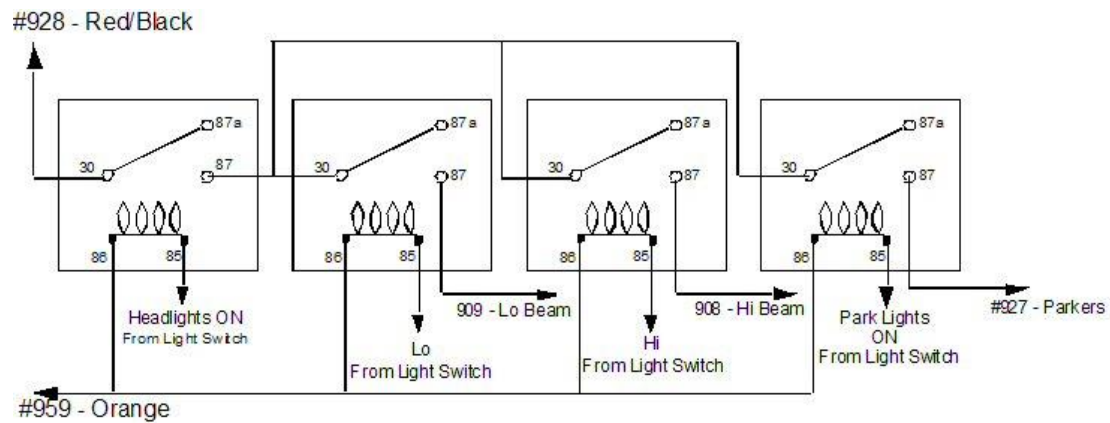 #928 - Red/Black
87a
87a
87a
87a
30
87
30
87
30
87
30
87
86
85
86
85
86
85
86
85
Headlights ON
From Light Switch
909 - Lo Beam
908 - Hi Beam
#927 - Parkers
Lo
From Light Switch
Hi
From Light Switch
Park Lights
ON
From Light Switch
#959 - Orange